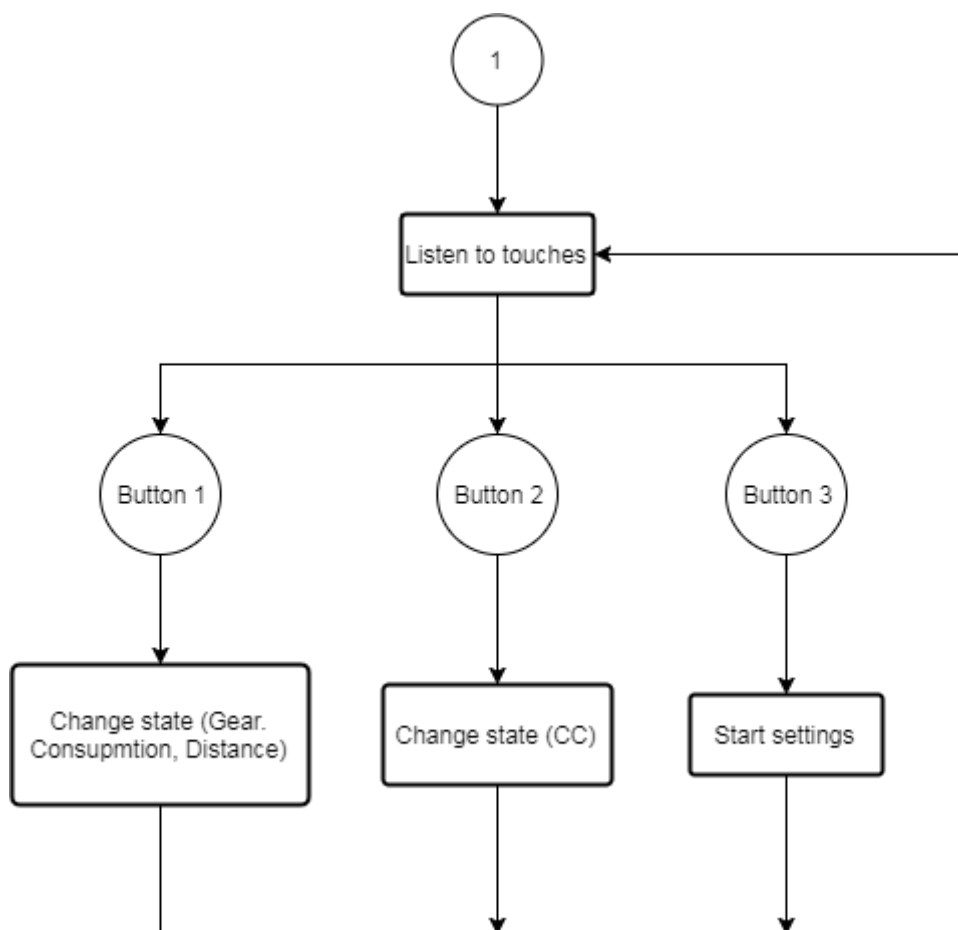 1
Listen to touches
Button 1
Button 2
Button 3
Change state (Gear.
Consupmtion, Distance)
Change state (CC)
Start settings